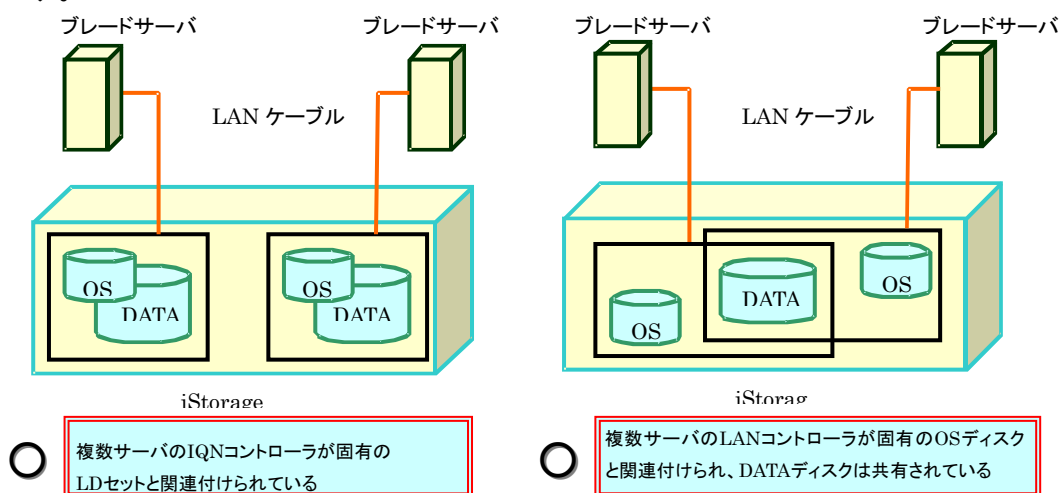 ブレードサーバ
ブレードサーバ
LAN ケーブル
OS
DATA
OS
DATA
iStorage
複数サーバのIQNコントローラが固有の
LDセットと関連付けられている
ブレードサーバ
ブレードサーバ
LAN ケーブル
OS
DATA
OS
iStorag
複数サーバのLANコントローラが固有のOSディスク
と関連付けられ、DATAディスクは共有されている